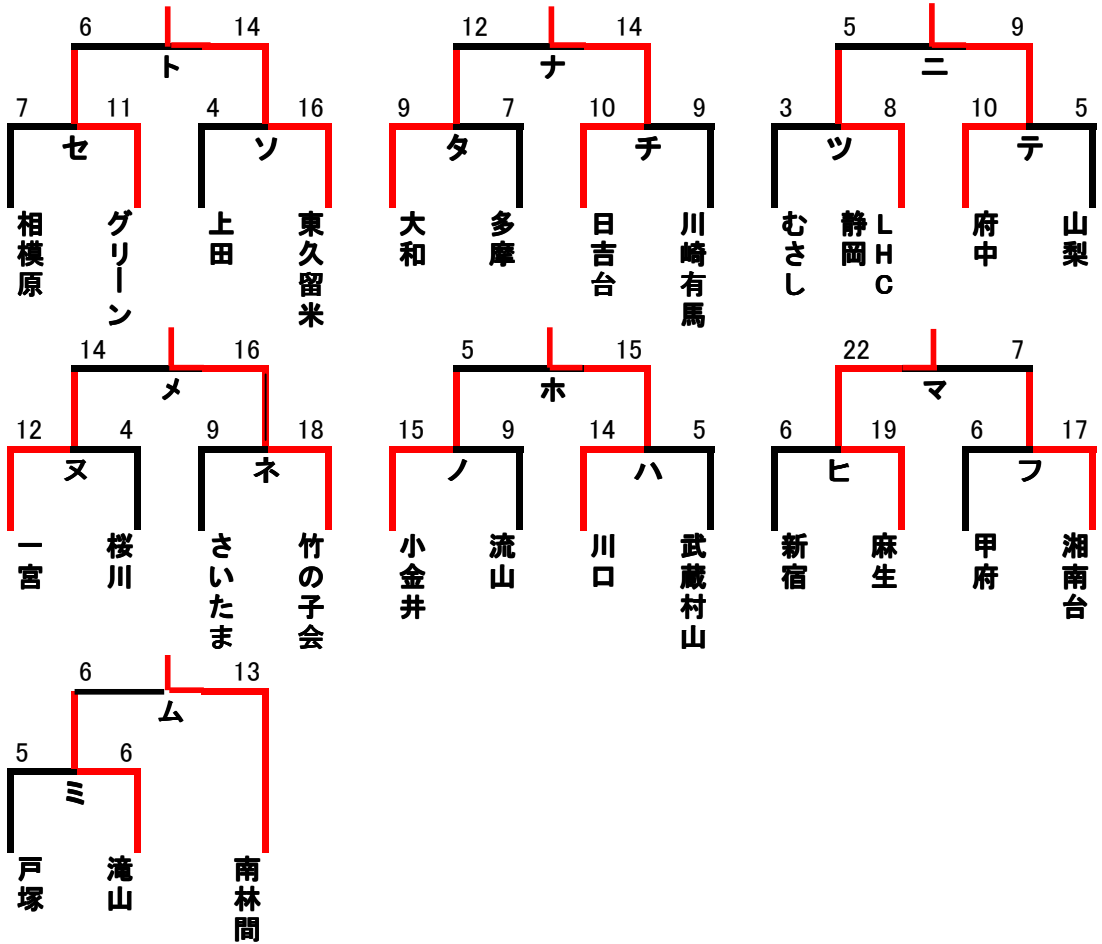 6 14 12 14 5 9
ト ナ ニ
7 11 4 16 9 7 10 9 3 8 10 5
セ ソ タ チ ツ テ
相模原 グリーン 上田 東久留米 大和 多摩 日吉台 川崎有馬 むさし 静岡LHC 府中 山梨
14 16 5 15 22 7
メ ホ マ
12 4 9 18 15 9 14 5 6 19 6 17
ヌ ネ ノ ハ ヒ フ
一宮 桜川 さいたま 竹の子会 小金井 流山 川口 武蔵村山 新宿 麻生 甲府 湘南台
6 13
ム
5 6
ミ
戸塚 滝山 南林間